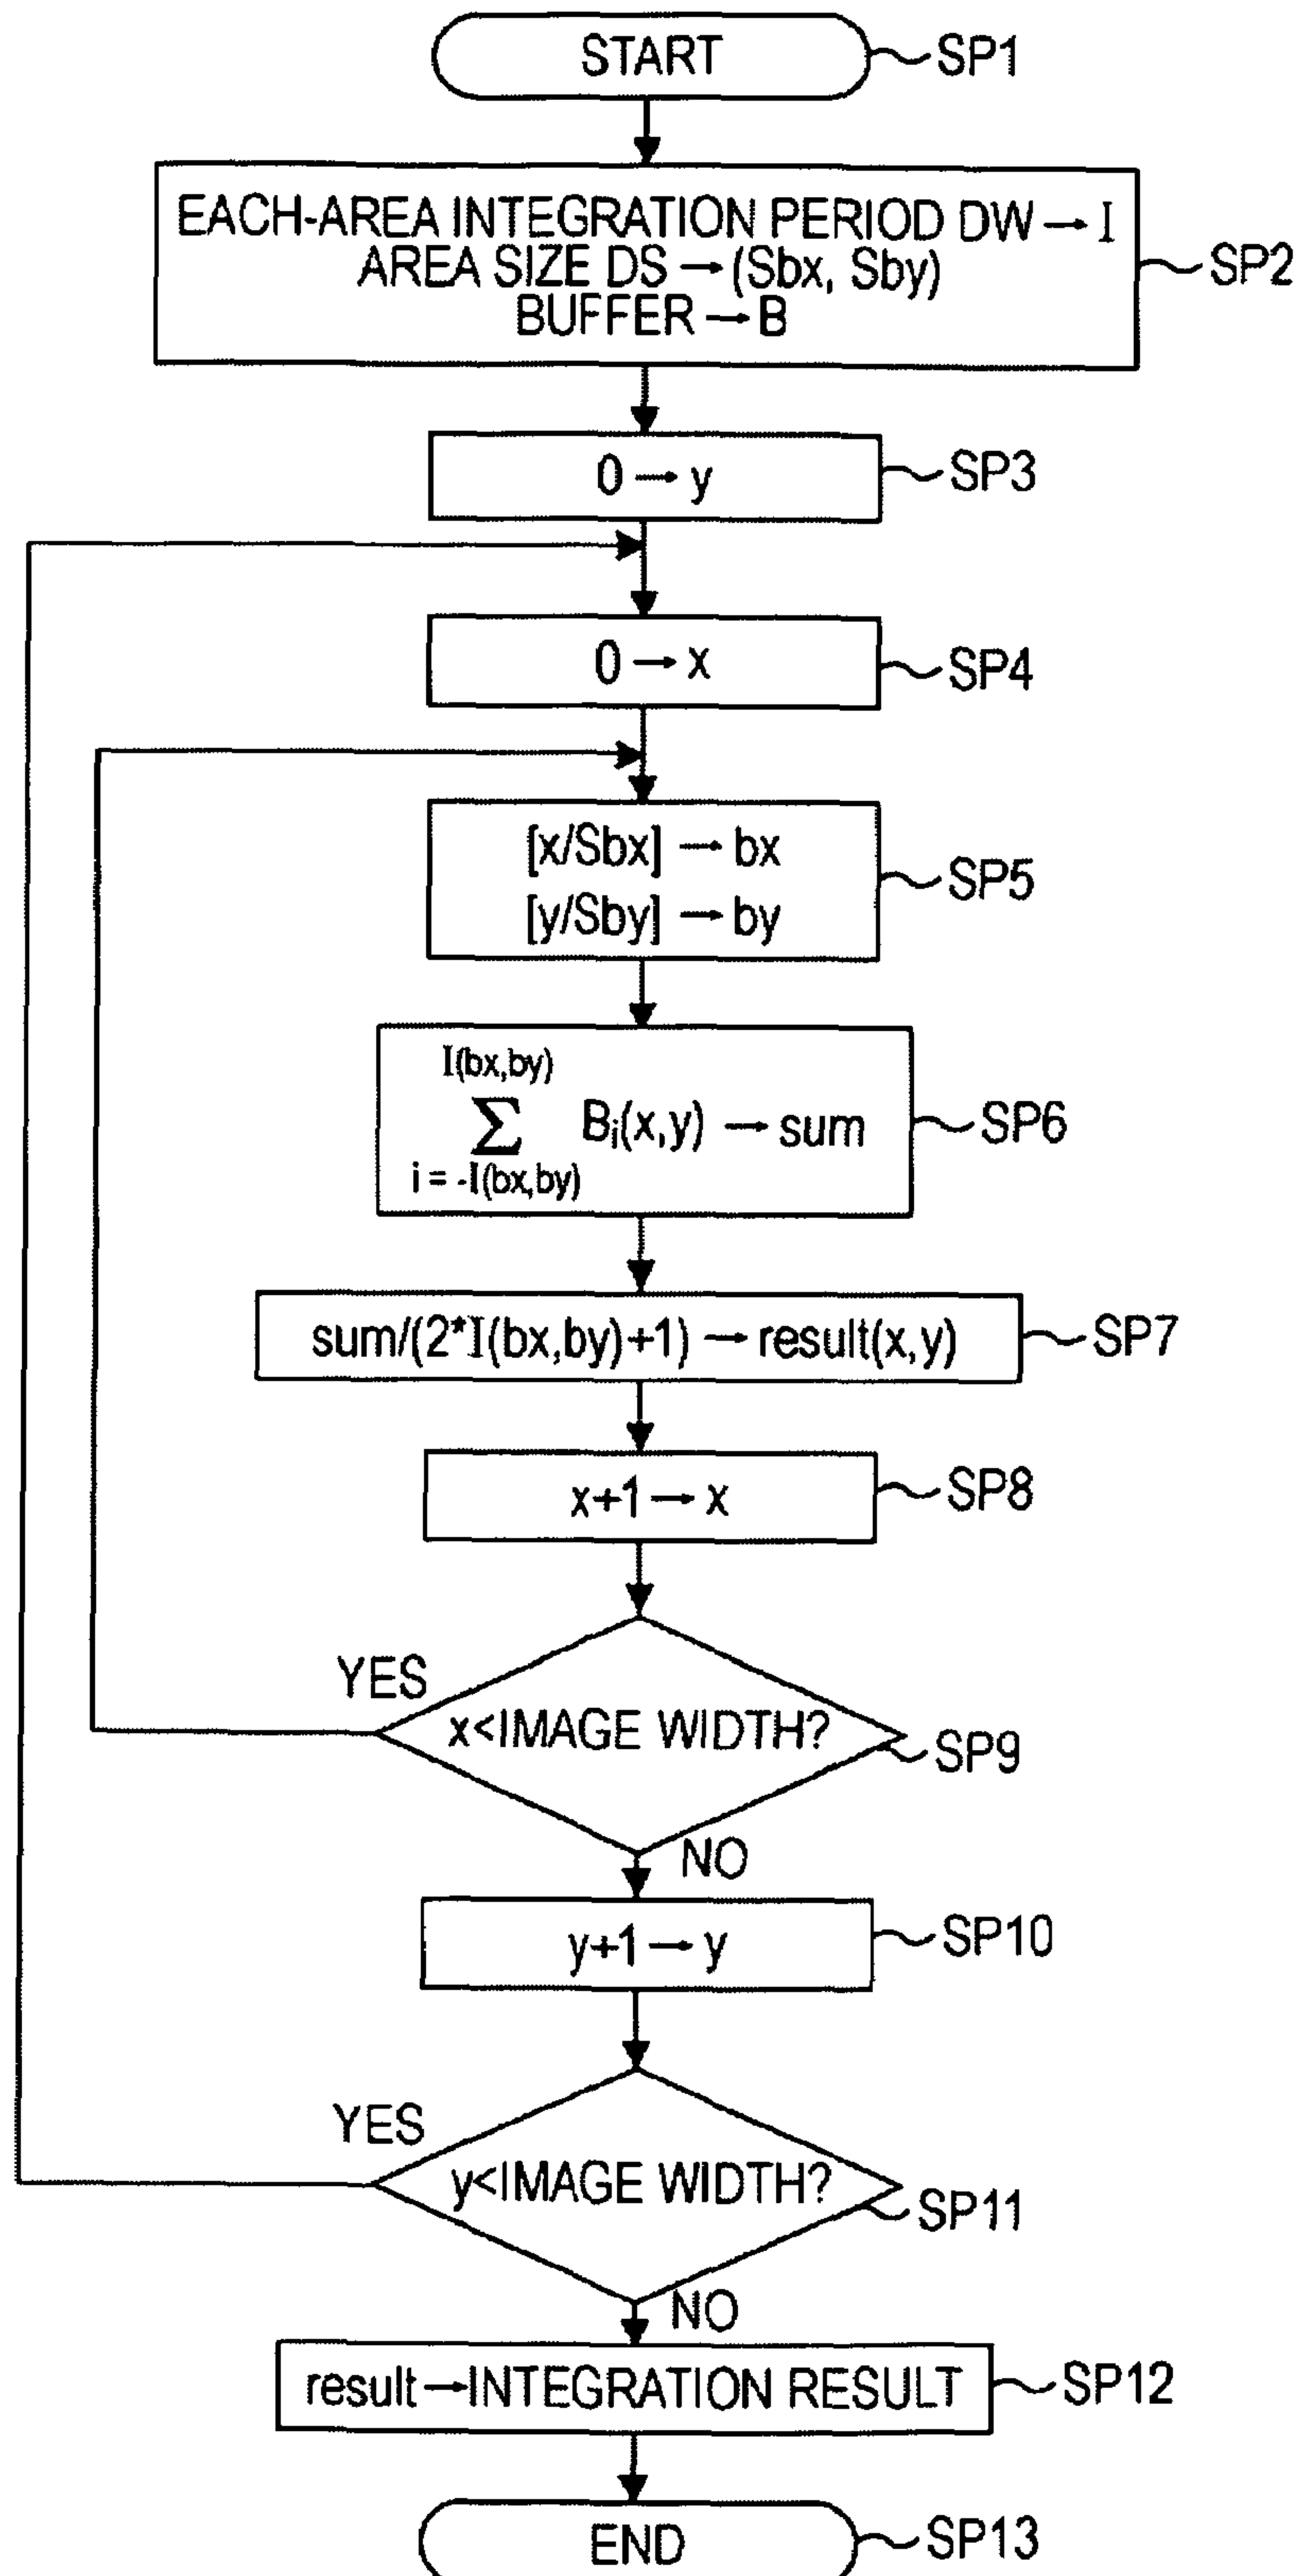 START
SP1
EACH-AREA INTEGRATION PERIOD DW → I
AREA SIZE DS → (Sbx, Sby)
BUFFER → B
SP2
0 → y
SP3
0 → x
SP4
[x/Sbx] → bx
[y/Sby] → by
SP5
I(bx,by)
Σ Bi(x,y) → sum
i = -I(bx,by)
SP6
sum/(2*I(bx,by)+1) → result(x,y)
SP7
x+1 → x
SP8
YES
x<IMAGE WIDTH?
SP9
NO
y+1 → y
SP10
YES
y<IMAGE WIDTH?
SP11
NO
result → INTEGRATION RESULT
SP12
END
SP13